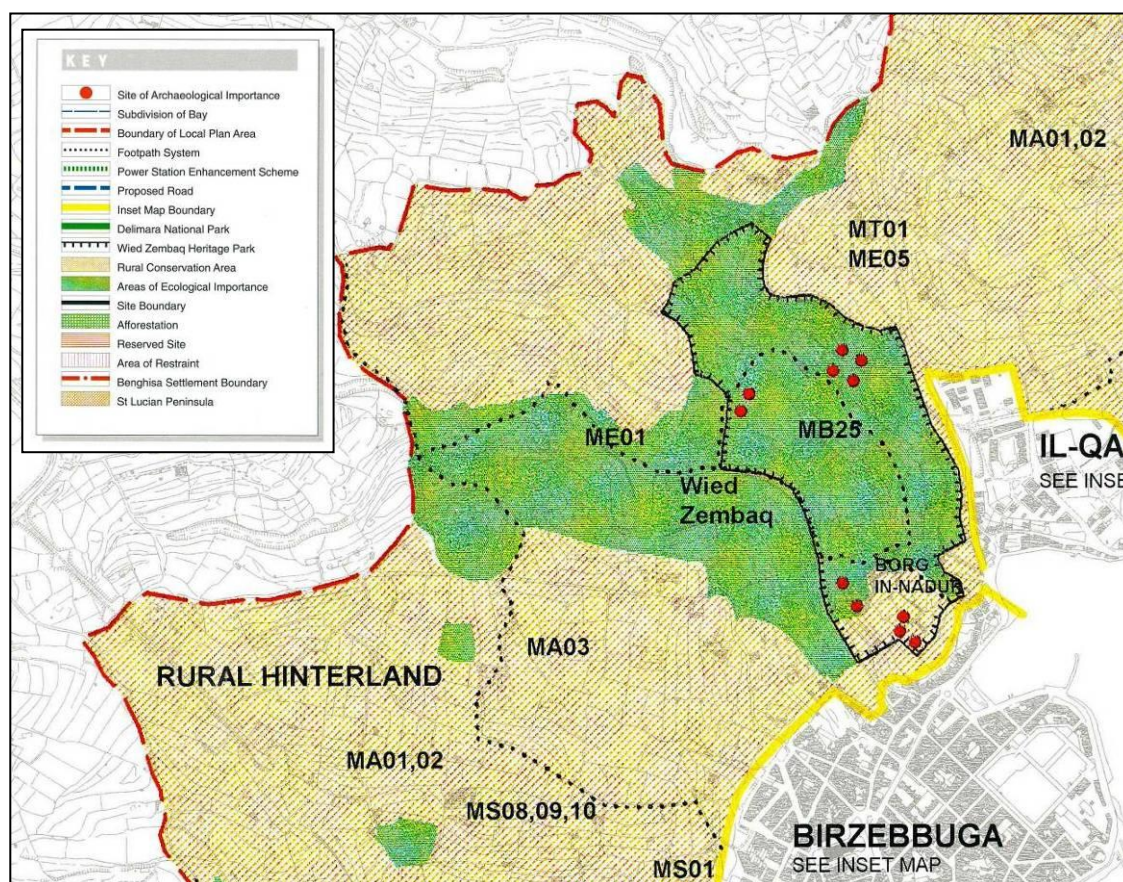 KEY
Site of Archaeological Importance
Subdivision of Bay
Boundary of Local Plan Area
Footpath System
Power Station Enhancement Scheme
Proposed Road
Inset Map Boundary
Delimara National Park
Wied Zembaq Heritage Park
Rural Conservation Area
Areas of Ecological Importance
Site Boundary
Afforestation
Reserved Site
Area of Restraint
Benghisa Settlement Boundary
St Lucian Peninsula
MA01,02
MT01
ME05
ME01
MB25
IL-QA
SEE INSE
Wied
Zembaq
BORG
IN-NADUR
MA03
RURAL HINTERLAND
MA01,02
MS08,09,10
BIRZEBBUGA
SEE INSET MAP
MS01